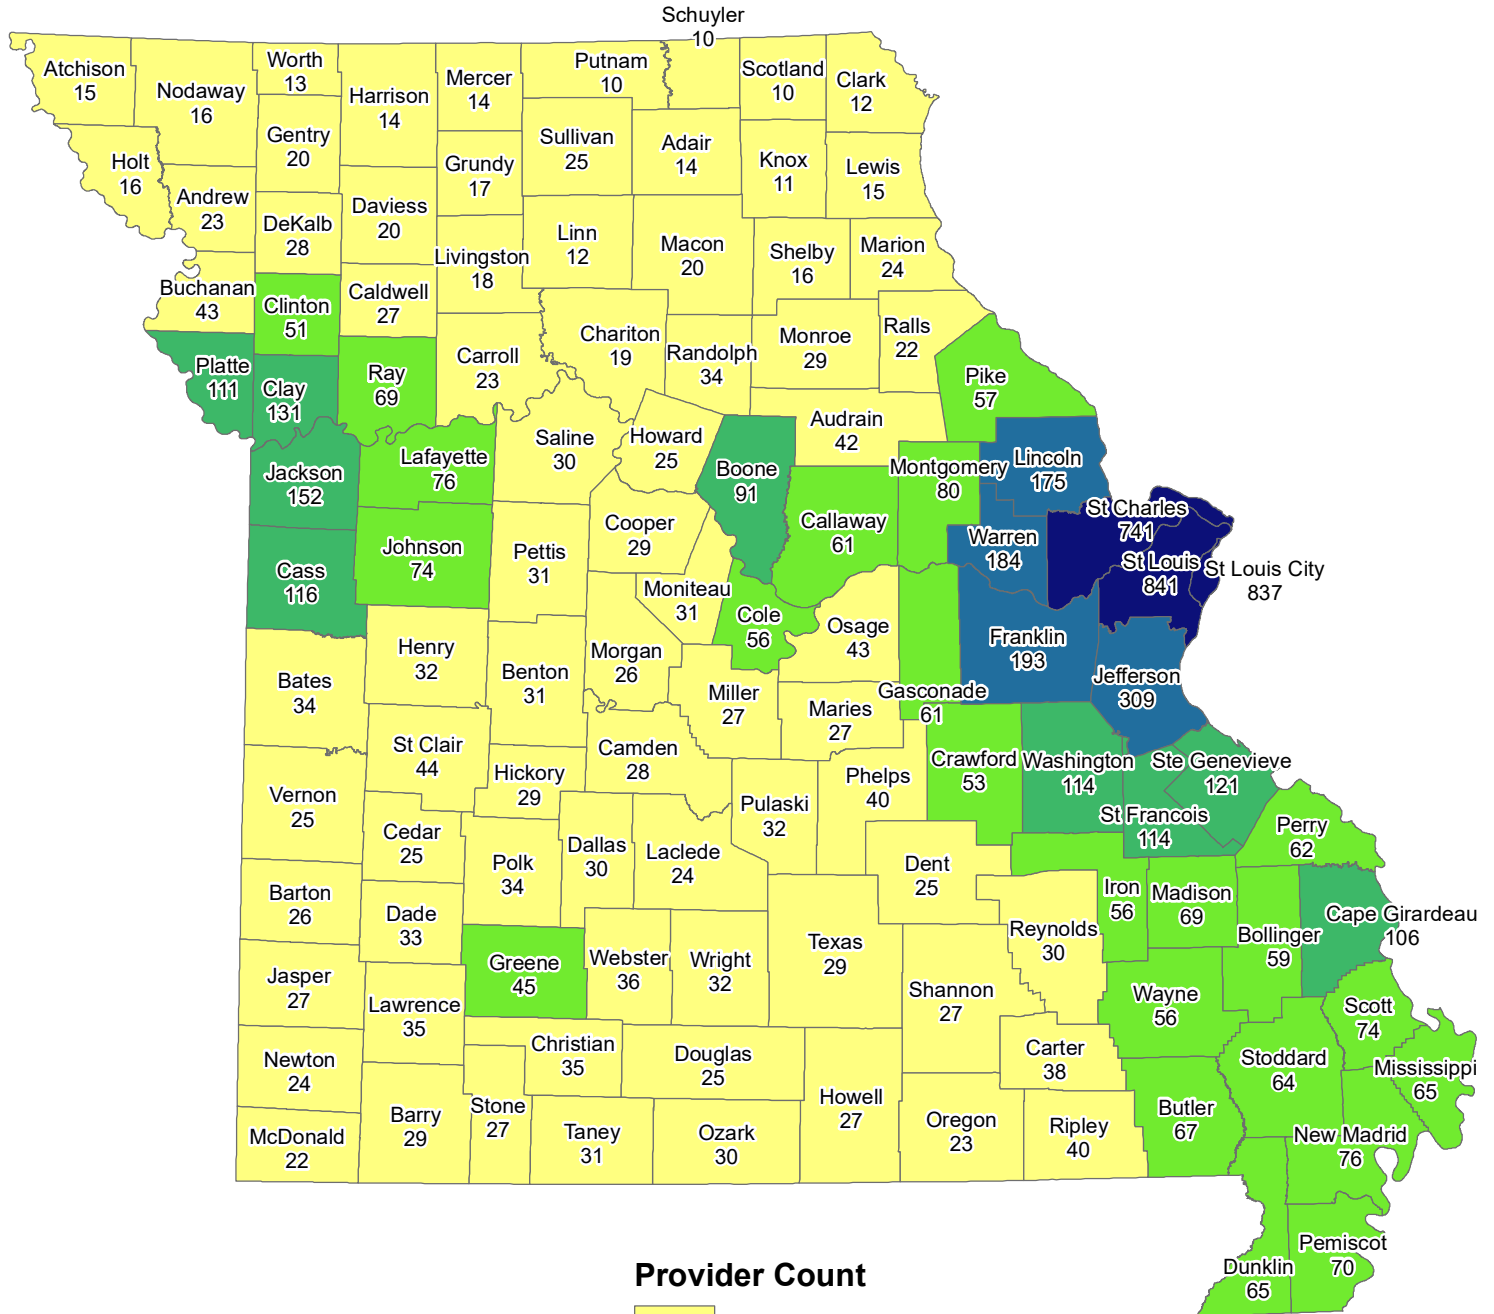 Schuyler
10
Atchison
15
Nodaway
16
Worth
13
Harrison
14
Mercer
14
Putnam
10
Scotland
10
Clark
12
Holt
16
Gentry
20
Grundy
17
Sullivan
25
Adair
14
Knox
11
Lewis
15
Andrew
23
DeKalb
28
Daviess
20
Livingston
18
Linn
12
Macon
20
Shelby
16
Marion
24
Buchanan
43
Clinton
51
Caldwell
27
Carroll
23
Chariton
19
Randolph
34
Monroe
29
Ralls
22
Platte
111
Clay
131
Ray
69
Pike
57
Jackson
152
Lafayette
76
Saline
30
Howard
25
Boone
91
Audrain
42
Montgomery
80
Lincoln
175
Cass
116
Johnson
74
Pettis
31
Cooper
29
Callaway
61
Warren
184
St Charles
741
St Louis
841
St Louis City
837
Moniteau
31
Cole
56
Osage
43
Franklin
193
Jefferson
309
Bates
34
Henry
32
Benton
31
Morgan
26
Miller
27
Maries
27
Gasconade
61
St Clair
44
Hickory
29
Camden
28
Phelps
40
Crawford
53
Washington
114
Ste Genevieve
121
St Francois
114
Perry
62
Vernon
25
Cedar
25
Polk
34
Dallas
30
Laclede
24
Pulaski
32
Dent
25
Iron
56
Madison
69
Bollinger
59
Cape Girardeau
106
Barton
26
Dade
33
Greene
45
Webster
36
Wright
32
Texas
29
Reynolds
30
Shannon
27
Wayne
56
Scott
74
Jasper
27
Lawrence
35
Christian
35
Douglas
25
Howell
27
Carter
38
Stoddard
64
Mississippi
65
Newton
24
McDonald
22
Barry
29
Stone
27
Taney
31
Ozark
30
Oregon
23
Ripley
40
Butler
67
New Madrid
76
Dunklin
65
Pemiscot
70
Provider Count